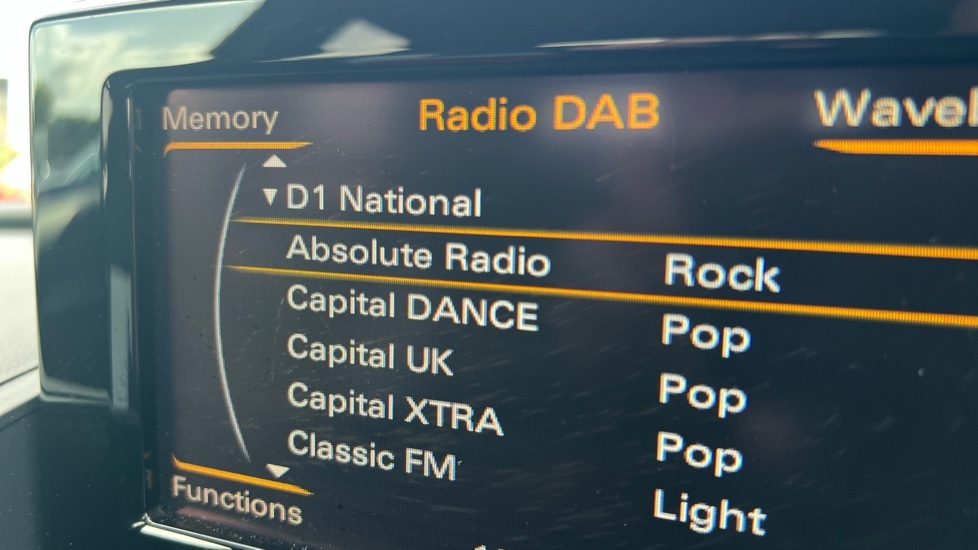 Memory Radio DAB
D1 National
Absolute Radio Rock
Capital DANCE Pop
Capital UK Pop
Capital XTRA Pop
Classic FM Light
Functions